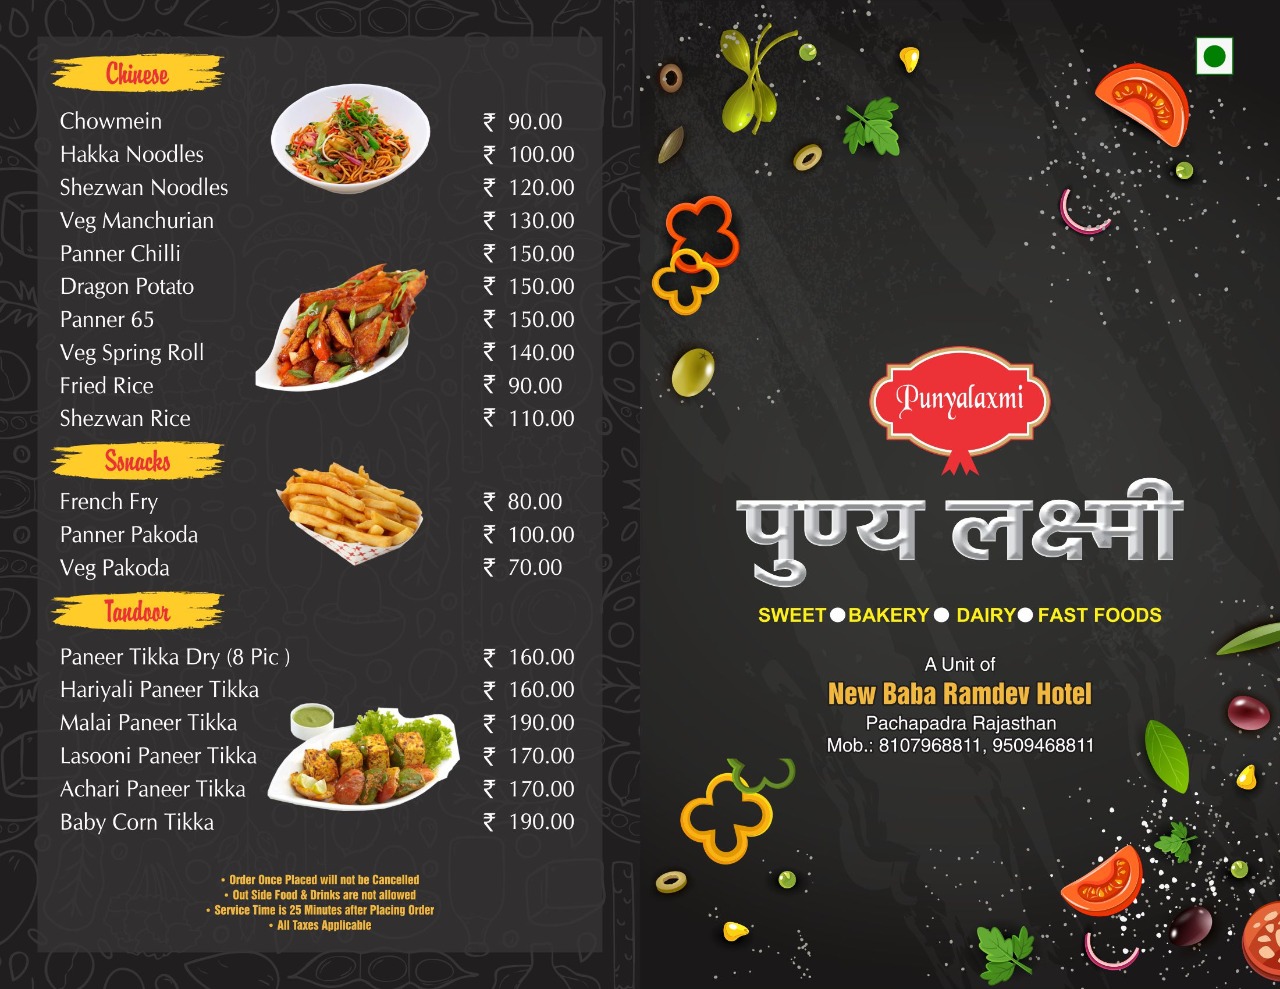 Chinese
Chowmein ₹ 90.00
Hakka Noodles ₹ 100.00
Shezwan Noodles ₹ 120.00
Veg Manchurian ₹ 130.00
Panner Chilli ₹ 150.00
Dragon Potato ₹ 150.00
Panner 65 ₹ 150.00
Veg Spring Roll ₹ 140.00
Fried Rice ₹ 90.00
Shezwan Rice ₹ 110.00
Ssnacks
French Fry ₹ 80.00
Panner Pakoda ₹ 100.00
Veg Pakoda ₹ 70.00
Tandoor
Paneer Tikka Dry (8 Pic ) ₹ 160.00
Hariyali Paneer Tikka ₹ 160.00
Malai Paneer Tikka ₹ 190.00
Lasooni Paneer Tikka ₹ 170.00
Achari Paneer Tikka ₹ 170.00
Baby Corn Tikka ₹ 190.00
• Order Once Placed will not be Cancelled
• Out Side Food & Drinks are not allowed
• Service Time is 25 Minutes after Placing Order
• All Taxes Applicable
Punyalaxmi
पुण्य लक्ष्मी
SWEET ● BAKERY ● DAIRY ● FAST FOODS
A Unit of
New Baba Ramdev Hotel
Pachapadra Rajasthan
Mob.: 8107968811, 9509468811